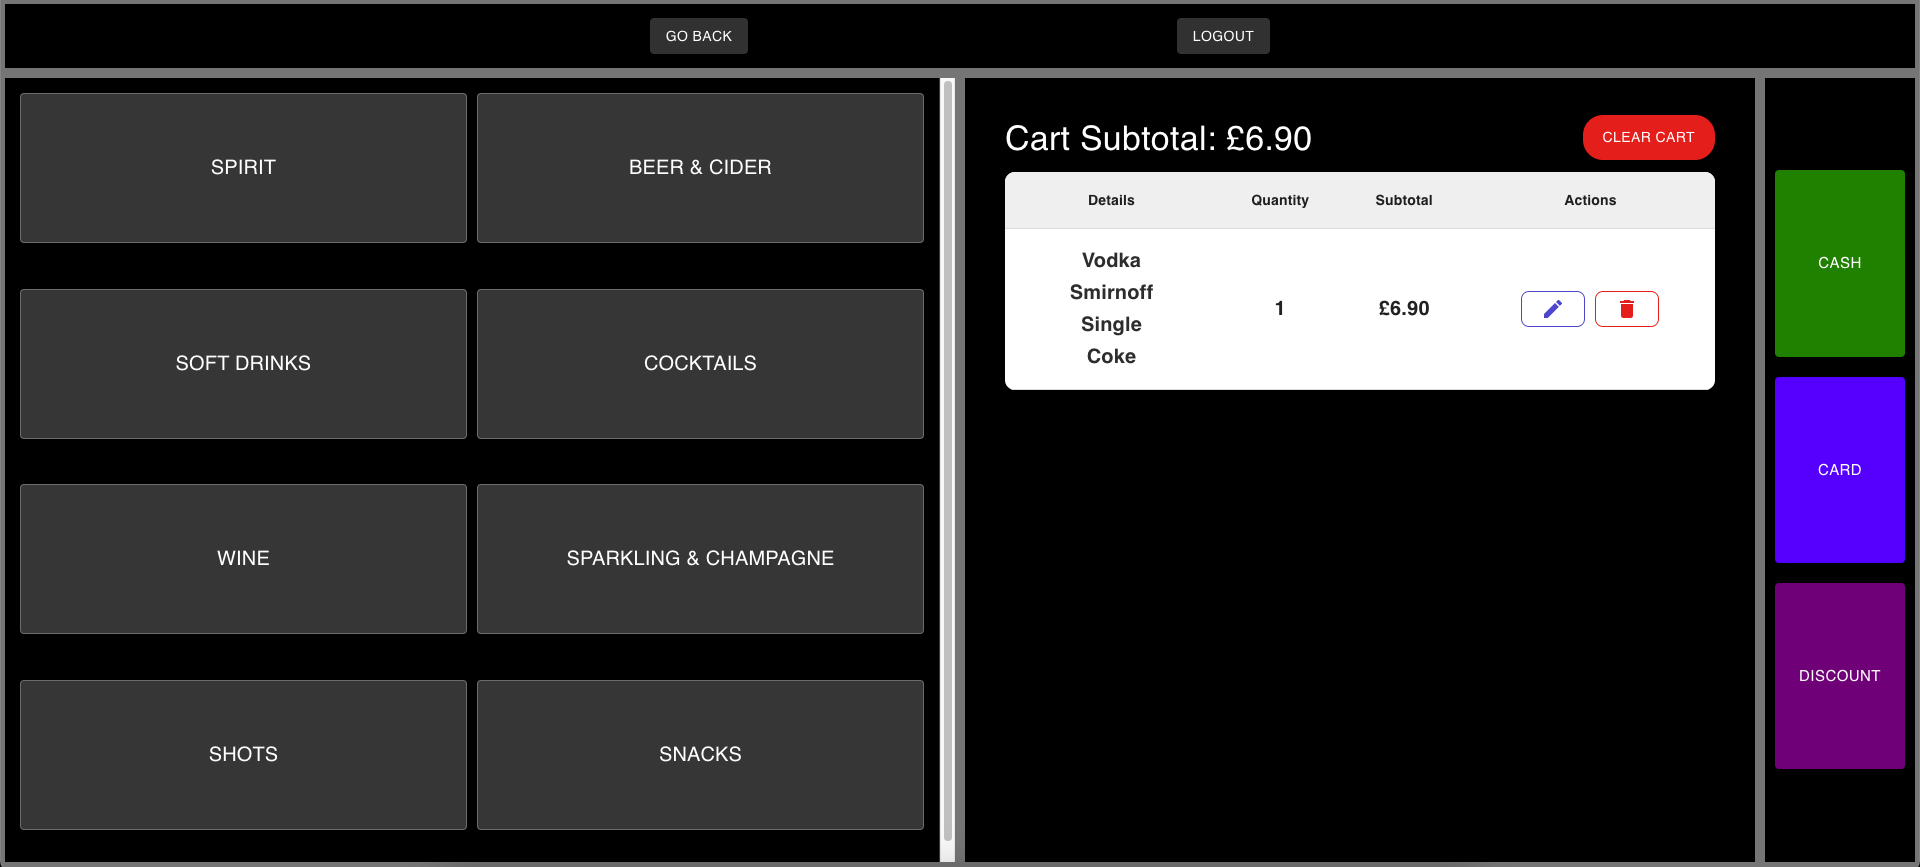 GO BACK
LOGOUT
SPIRIT
BEER & CIDER
SOFT DRINKS
COCKTAILS
WINE
SPARKLING & CHAMPAGNE
SHOTS
SNACKS
Cart Subtotal: £6.90
CLEAR CART
Details Quantity Subtotal Actions
Vodka
Smirnoff
Single
Coke
1
£6.90
CASH
CARD
DISCOUNT